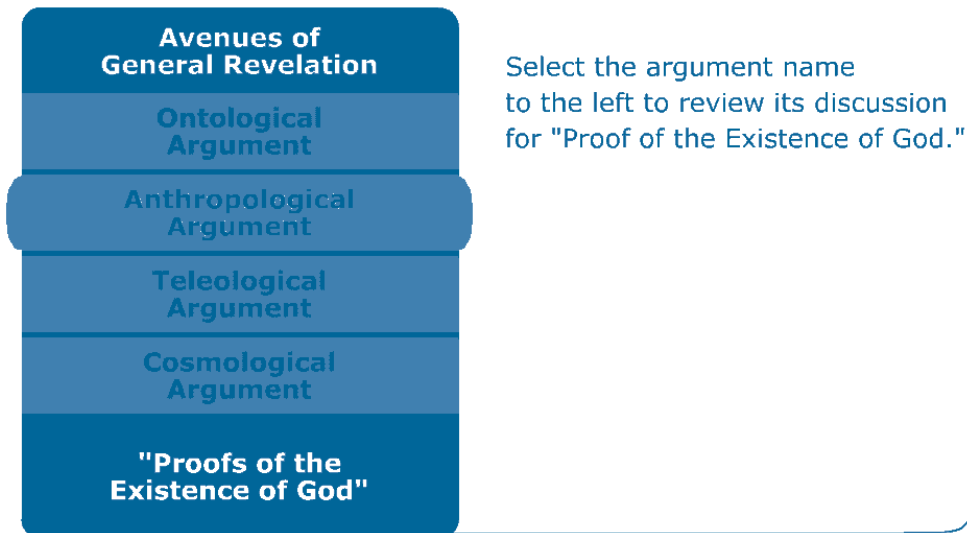 Avenues of
General Revelation
Ontological
Argument
Anthropological
Argument
Teleological
Argument
Cosmological
Argument
"Proofs of the
Existence of God"
Select the argument name
to the left to review its discussion
for "Proof of the Existence of God."